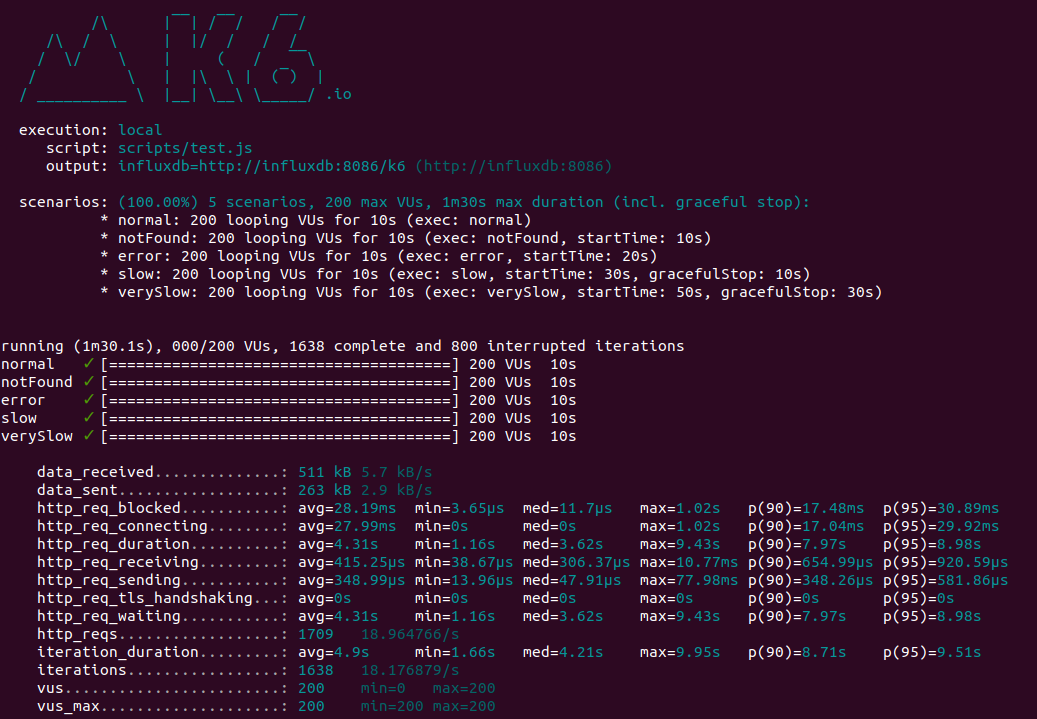 /\      |‾‾| /‾‾/   /‾‾/
     /\  /  \     |  |/  /   /  /
    /  \/    \    |     (   /   ‾‾\
   /          \   |  |\  \ |  (‾)  |
  / __________ \  |__| \__\ \_____/ .io
execution: local
script: scripts/test.js
output: influxdb=http://influxdb:8086/k6 (http://influxdb:8086)
scenarios: (100.00%) 5 scenarios, 200 max VUs, 1m30s max duration (incl. graceful stop):
* normal: 200 looping VUs for 10s (exec: normal)
* notFound: 200 looping VUs for 10s (exec: notFound, startTime: 10s)
* error: 200 looping VUs for 10s (exec: error, startTime: 20s)
* slow: 200 looping VUs for 10s (exec: slow, startTime: 30s, gracefulStop: 10s)
* verySlow: 200 looping VUs for 10s (exec: verySlow, startTime: 50s, gracefulStop: 30s)
running (1m30.1s), 000/200 VUs, 1638 complete and 800 interrupted iterations
normal ✓ [======================================] 200 VUs 10s
notFound ✓ [======================================] 200 VUs 10s
error ✓ [======================================] 200 VUs 10s
slow ✓ [======================================] 200 VUs 10s
verySlow ✓ [======================================] 200 VUs 10s
data_received..............: 511 kB 5.7 kB/s
data_sent..................: 263 kB 2.9 kB/s
http_req_blocked...........: avg=28.19ms min=3.65µs med=11.7µs max=1.02s p(90)=17.48ms p(95)=30.89ms
http_req_connecting........: avg=27.99ms min=0s med=0s max=1.02s p(90)=17.04ms p(95)=29.92ms
http_req_duration..........: avg=4.31s min=1.16s med=3.62s max=9.43s p(90)=7.97s p(95)=8.98s
http_req_receiving.........: avg=415.25µs min=38.67µs med=306.37µs max=10.77ms p(90)=654.99µs p(95)=920.59µs
http_req_sending...........: avg=348.99µs min=13.96µs med=47.91µs max=77.98ms p(90)=348.26µs p(95)=581.86µs
http_req_tls_handshaking...: avg=0s min=0s med=0s max=0s p(90)=0s p(95)=0s
http_req_waiting...........: avg=4.31s min=1.16s med=3.62s max=9.43s p(90)=7.97s p(95)=8.98s
http_reqs..................: 1709 18.964766/s
iteration_duration.........: avg=4.9s min=1.66s med=4.21s max=9.95s p(90)=8.71s p(95)=9.51s
iterations.................: 1638 18.176879/s
vus........................: 200 min=0 max=200
vus_max....................: 200 min=200 max=200